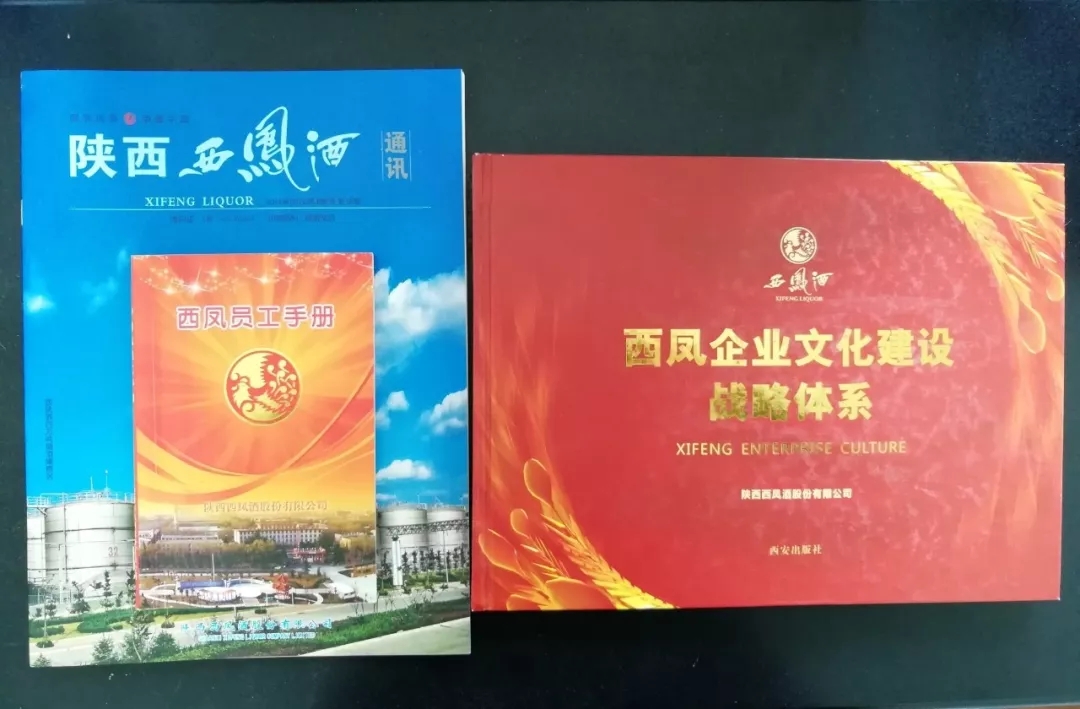 陕西 西鳳酒 通讯
XIFENG LIQUOR
西凤员工手册
陕西西凤酒股份有限公司
32
西鳳酒
XIFENG LIQUOR
西凤企业文化建设
战略体系
XIFENG ENTERPRISE CULTURE
陕西西凤酒股份有限公司
西安出版社